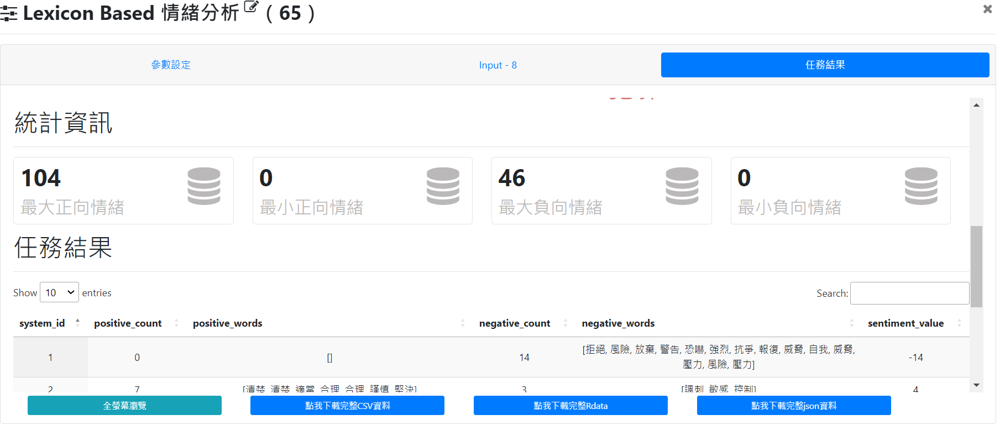 Lexicon Based 情緒分析 ( 65 )
參數設定
Input - 8
任務結果
統計資訊
104
最大正向情緒
0
最小正向情緒
46
最大負向情緒
0
最小負向情緒
任務結果
Show 10 entries
Search:
system_id positive_count positive_words negative_count negative_words sentiment_value
1 0 [] 14 [拒絕, 風險, 放棄, 警告, 恐嚇, 強烈, 抗爭, 報復, 威脅, 自我, 威脅,
壓力, 風險, 壓力] -14
2 7 [清楚, 清楚, 適當, 合理, 合理, 謹慎, 堅決] 3 [諷刺, 敏感, 控制] 4
全螢幕瀏覽
點我下載完整CSV資料
點我下載完整Rdata
點我下載完整json資料